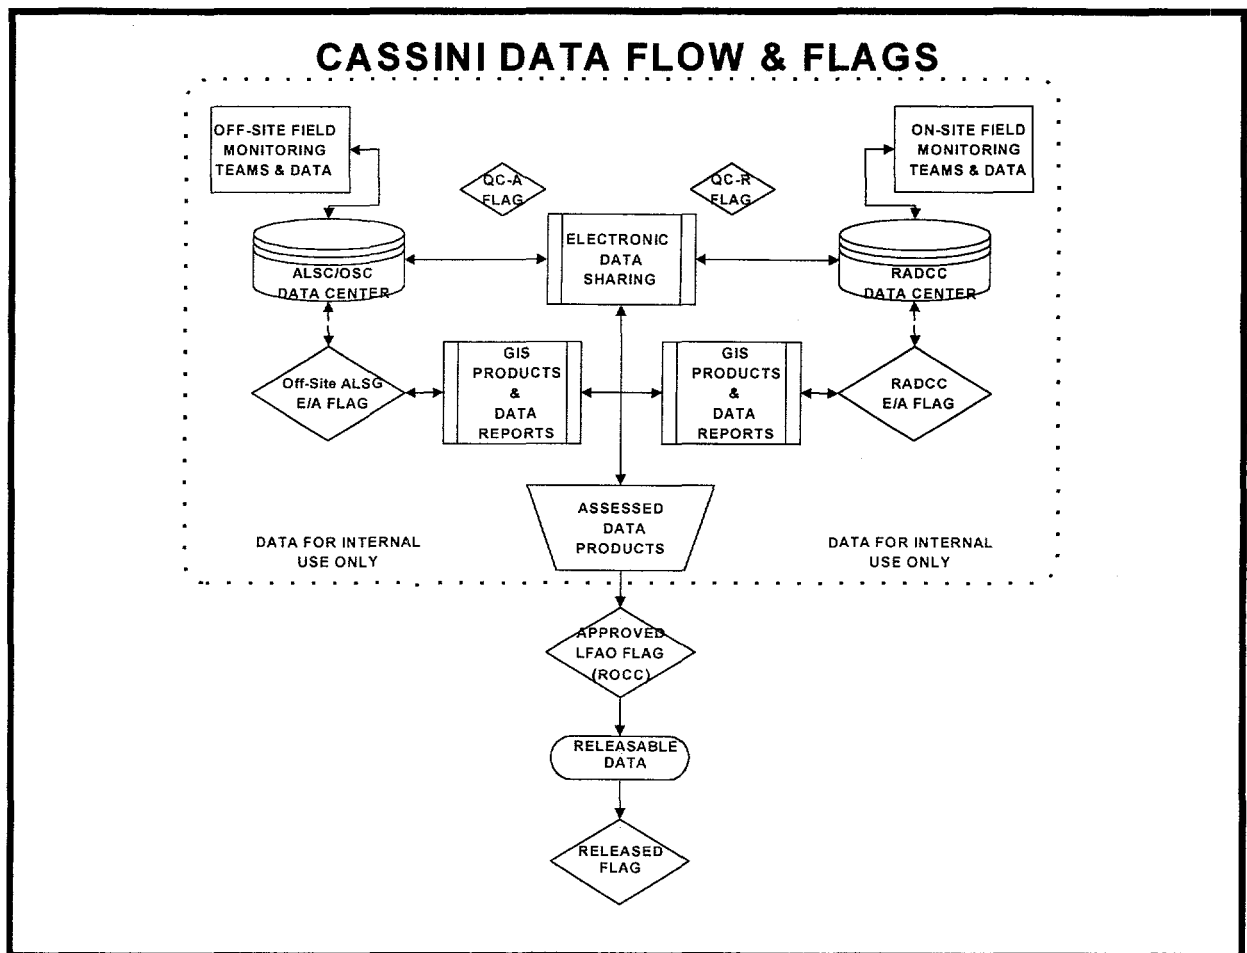 CASSINI DATA FLOW & FLAGS
OFF-SITE FIELD
MONITORING
TEAMS & DATA
ON-SITE FIELD
MONITORING
TEAMS & DATA
QC-A
FLAG
QC-R
FLAG
ELECTRONIC
DATA
SHARING
ALSC/OSC
DATA CENTER
RADCC
DATA CENTER
Off-Site ALSG
E/A FLAG
GIS
PRODUCTS
&
DATA
REPORTS
GIS
PRODUCTS
&
DATA
REPORTS
RADCC
E/A FLAG
ASSESSED
DATA
PRODUCTS
DATA FOR INTERNAL
USE ONLY
DATA FOR INTERNAL
USE ONLY
APPROVED
LFAO FLAG
(ROCC)
RELEASABLE
DATA
RELEASED
FLAG